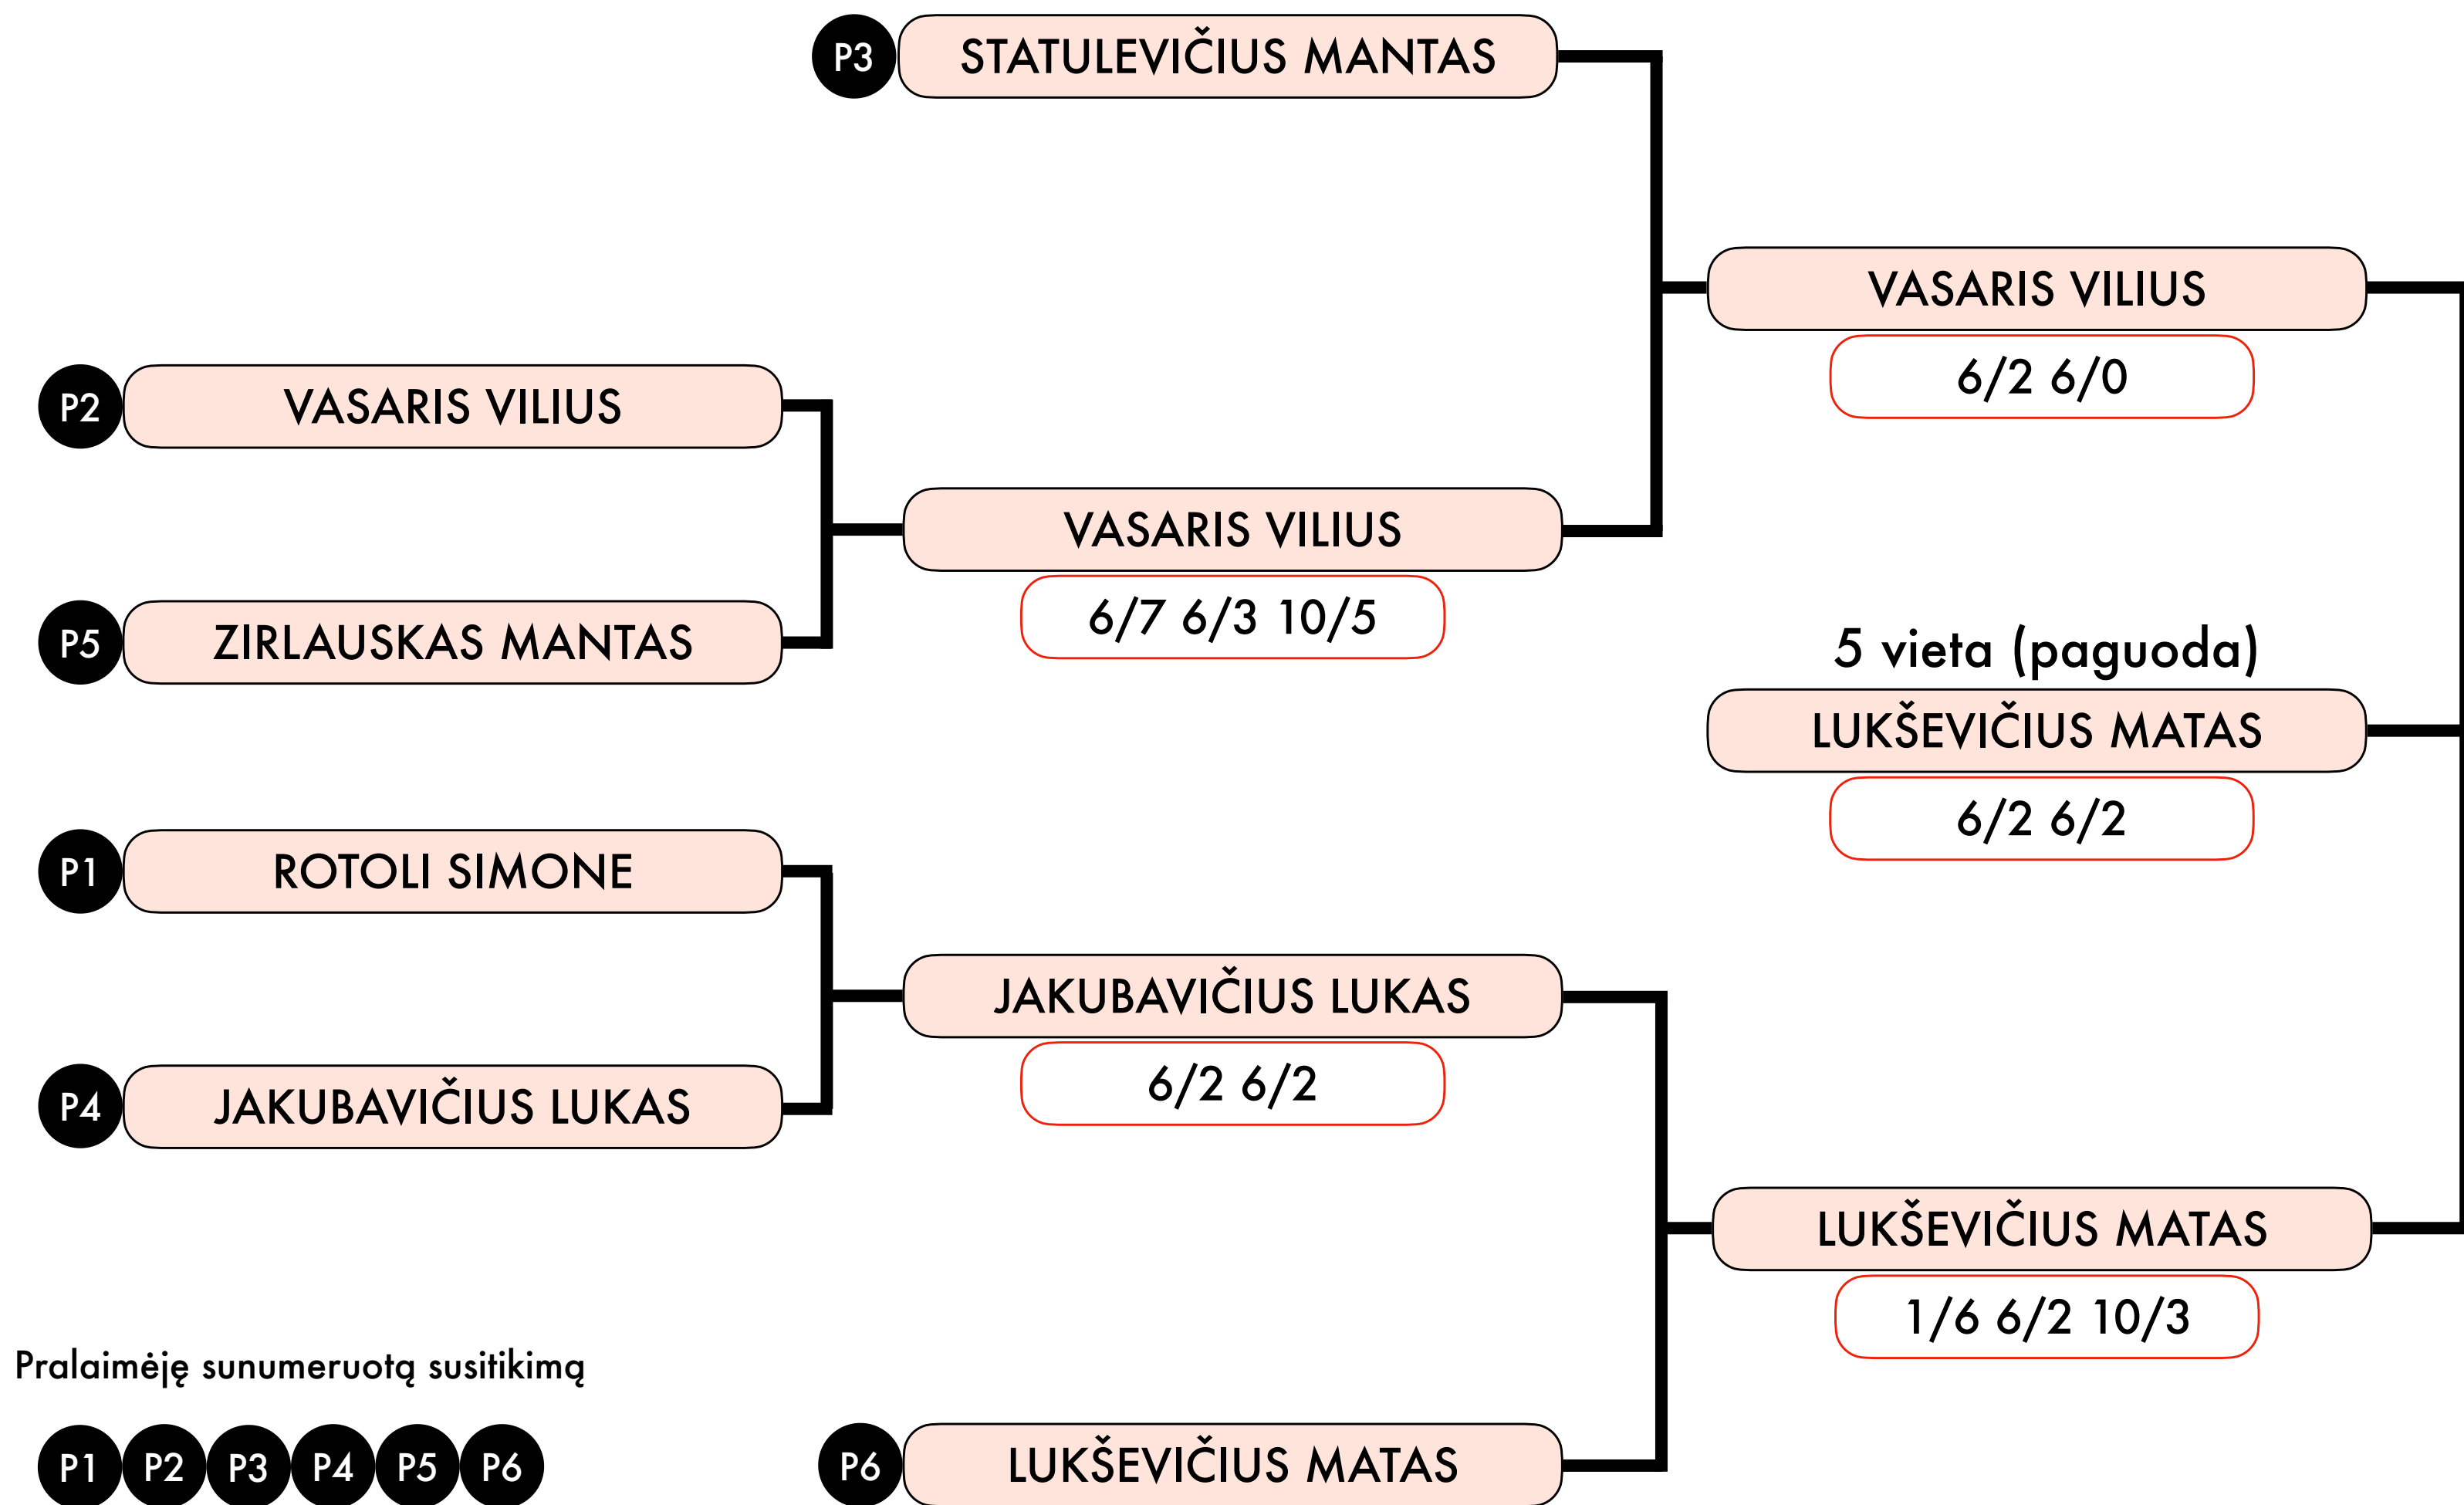 P3 STATULEVIČIUS MANTAS
VASARIS VILIUS
6/2 6/0
P2 VASARIS VILIUS
VASARIS VILIUS
6/7 6/3 10/5
P5 ZIRLAUSKAS MANTAS
5 vieta (paguoda)
LUKŠEVIČIUS MATAS
6/2 6/2
P1 ROTOLI SIMONE
JAKUBAVIČIUS LUKAS
6/2 6/2
P4 JAKUBAVIČIUS LUKAS
LUKŠEVIČIUS MATAS
1/6 6/2 10/3
P6 LUKŠEVIČIUS MATAS
Pralaimėję sunumeruotą susitikimą
P1 P2 P3 P4 P5 P6